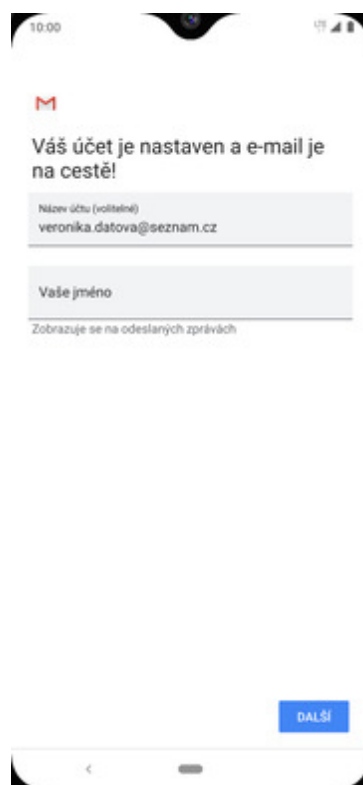 10:00
LTE
Váš účet je nastaven a e-mail je
na cestě!
Název účtu (volitelné)
veronika.datova@seznam.cz
Vaše jméno
Zobrazuje se na odeslaných zprávách
DALŠÍ